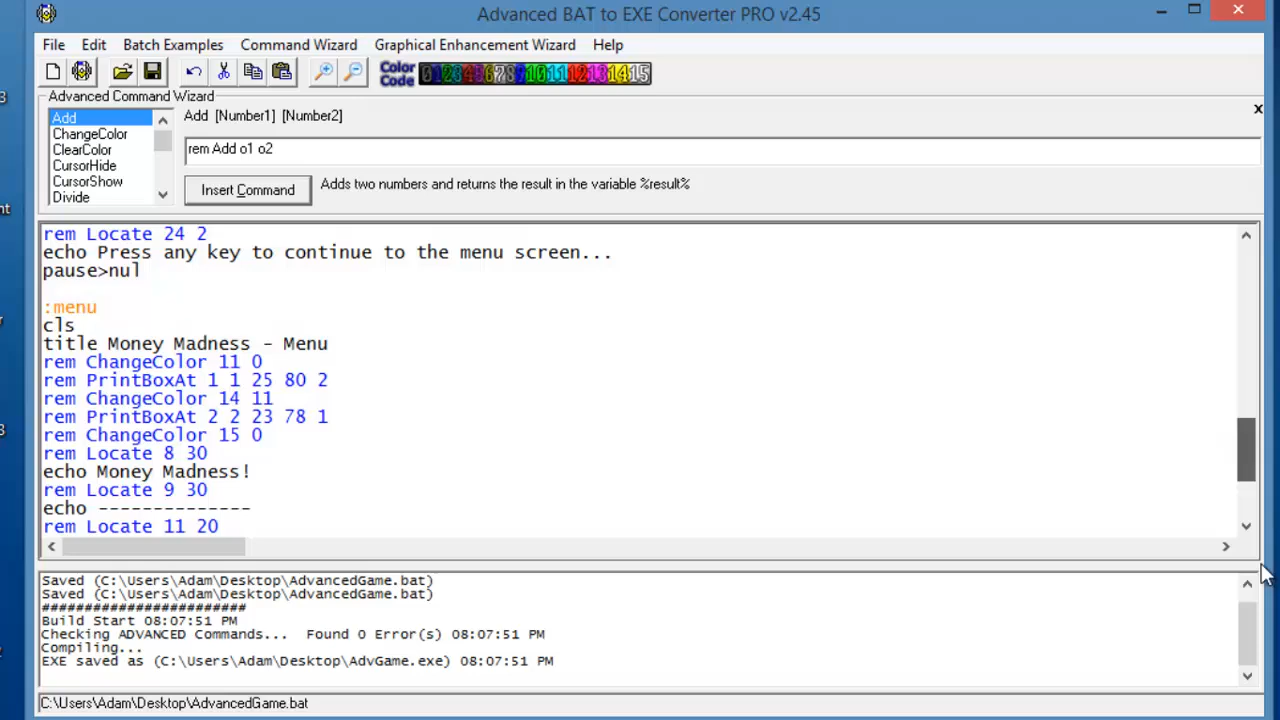 Advanced BAT to EXE Converter PRO v2.45
File Edit Batch Examples Command Wizard Graphical Enhancement Wizard Help
Color Code 0 1 2 3 4 5 6 7 8 9 10 11 12 13 14 15
Advanced Command Wizard
Add
ChangeColor
ClearColor
CursorHide
CursorShow
Divide
Add [Number1] [Number2]
x
rem Add o1 o2
Insert Command
Adds two numbers and returns the result in the variable %result%
rem Locate 24 2
echo Press any key to continue to the menu screen...
pause>nul
:menu
cls
title Money Madness - Menu
rem ChangeColor 11 0
rem PrintBoxAt 1 1 25 80 2
rem ChangeColor 14 11
rem PrintBoxAt 2 2 23 78 1
rem ChangeColor 15 0
rem Locate 8 30
echo Money Madness!
rem Locate 9 30
echo --------------
rem Locate 11 20
Saved (C:\Users\Adam\Desktop\AdvancedGame.bat)
Saved (C:\Users\Adam\Desktop\AdvancedGame.bat)
########################
Build Start 08:07:51 PM
Checking ADVANCED Commands... Found 0 Error(s) 08:07:51 PM
Compiling...
EXE saved as (C:\Users\Adam\Desktop\AdvGame.exe) 08:07:51 PM
C:\Users\Adam\Desktop\AdvancedGame.bat
3
nt
r
3
2